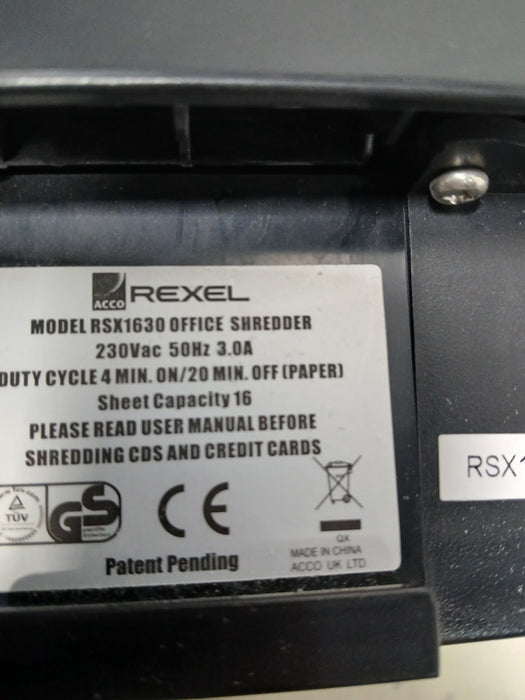 ACCO REXEL
MODEL RSX1630 OFFICE SHREDDER
230Vac 50Hz 3.0A
DUTY CYCLE 4 MIN. ON/20 MIN. OFF (PAPER)
Sheet Capacity 16
PLEASE READ USER MANUAL BEFORE
SHREDDING CDS AND CREDIT CARDS
RSX1
TÜV
GS
CE
QX
MADE IN CHINA
ACCO UK LTD
Patent Pending